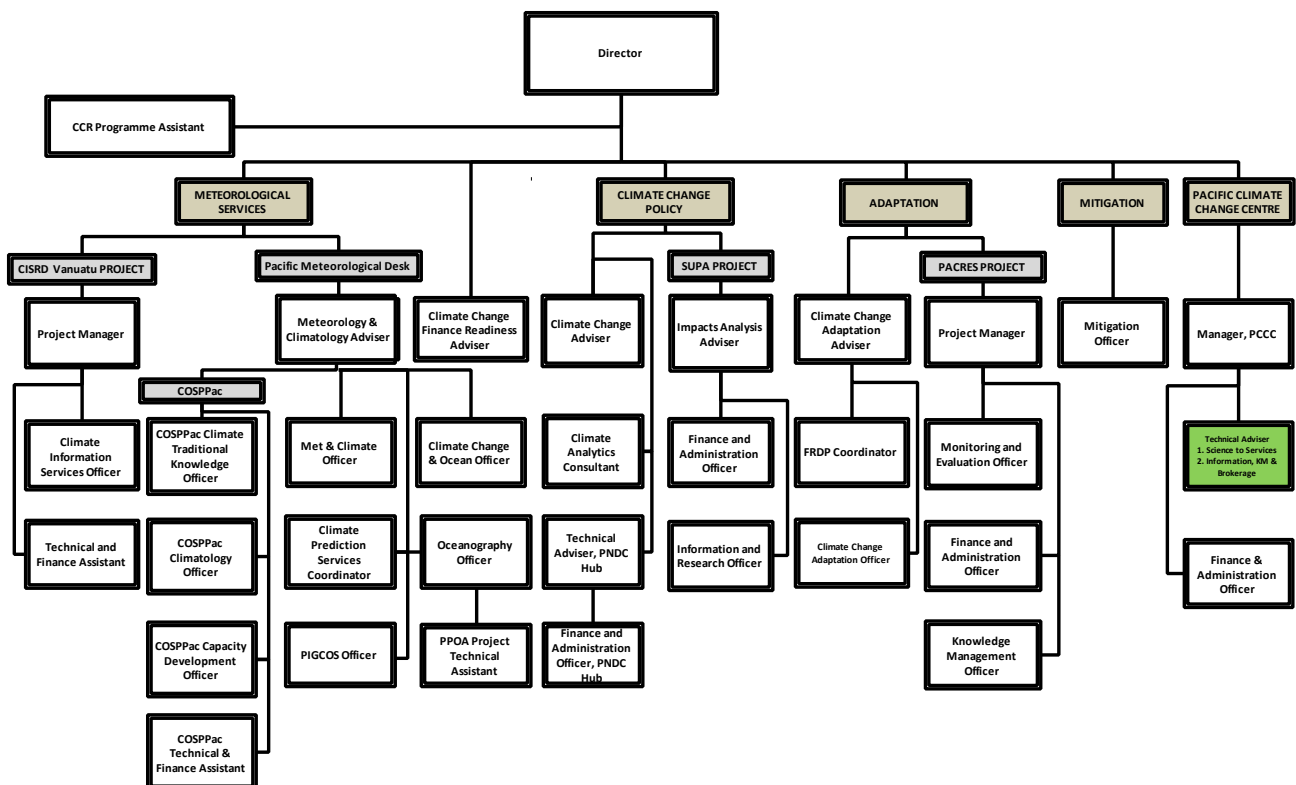 Director
CCR Programme Assistant
METEOROLOGICAL
SERVICES
CLIMATE CHANGE
POLICY
ADAPTATION
MITIGATION
PACIFIC CLIMATE
CHANGE CENTRE
CISRD Vanuatu PROJECT
Pacific Meteorological Desk
SUPA PROJECT
PACRES PROJECT
Project Manager
Meteorology &
Climatology Adviser
Climate Change
Finance Readiness
Adviser
Climate Change
Adviser
Impacts Analysis
Adviser
Climate Change
Adaptation
Adviser
Project Manager
Mitigation
Officer
Manager, PCCC
COSPPac
Climate
Information
Services Officer
COSPPac Climate
Traditional
Knowledge
Officer
Met & Climate
Officer
Climate Change
& Ocean Officer
Climate
Analytics
Consultant
Finance and
Administration
Officer
FRDP Coordinator
Monitoring and
Evaluation Officer
Technical Adviser
1. Science to Services
2. Information, KM &
Brokerage
Technical and
Finance Assistant
COSPPac
Climatology
Officer
Climate
Prediction
Services
Coordinator
Oceanography
Officer
Technical
Adviser, PNDC
Hub
Information and
Research Officer
Climate Change
Adaptation Officer
Finance and
Administration
Officer
Finance &
Administration
Officer
COSPPac Capacity
Development
Officer
PIGCOS Officer
PPOA Project
Technical
Assistant
Finance and
Administration
Officer, PNDC
Hub
Knowledge
Management
Officer
COSPPac
Technical &
Finance Assistant